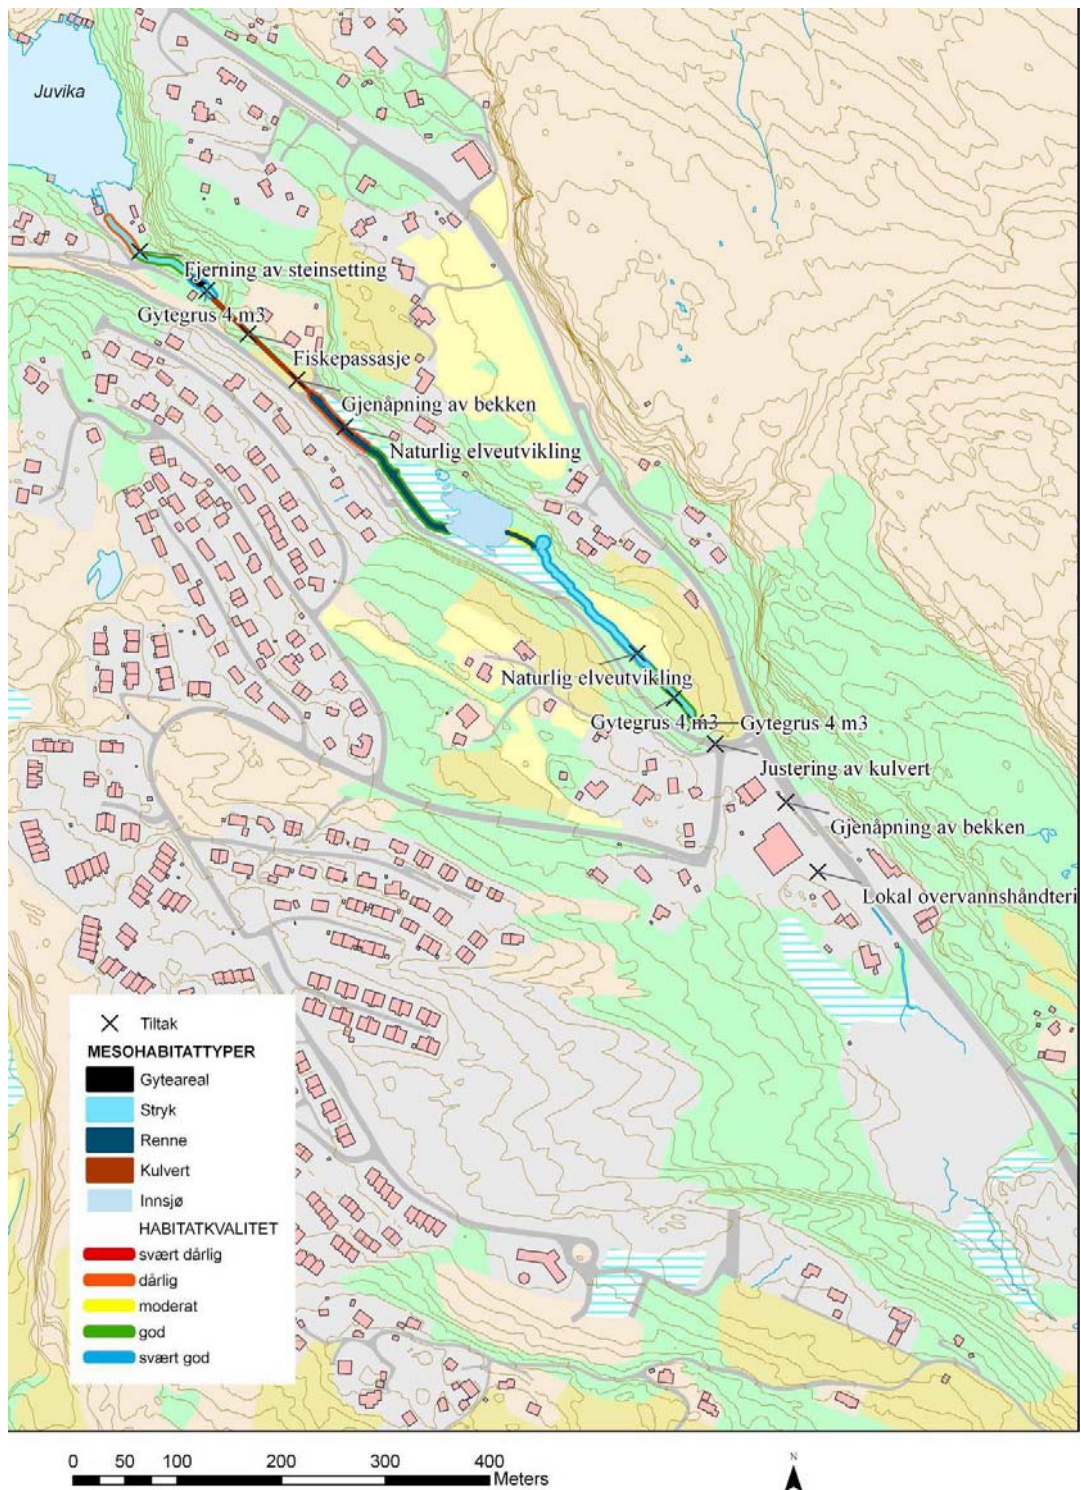 Juvika
Fjerning av steinsetting
Gytegrus 4 m3
Fiskepassasje
Gjenåpning av bekken
Naturlig elveutvikling
Naturlig elveutvikling
Gytegrus 4 m3
Gytegrus 4 m3
Justering av kulvert
Gjenåpning av bekken
Lokal overvannshåndteri
Tiltak
MESOHABITATTYPER
Gyteareal
Stryk
Renne
Kulvert
Innsjø
HABITATKVALITET
svært dårlig
dårlig
moderat
god
svært god
0 50 100 200 300 400
Meters
N